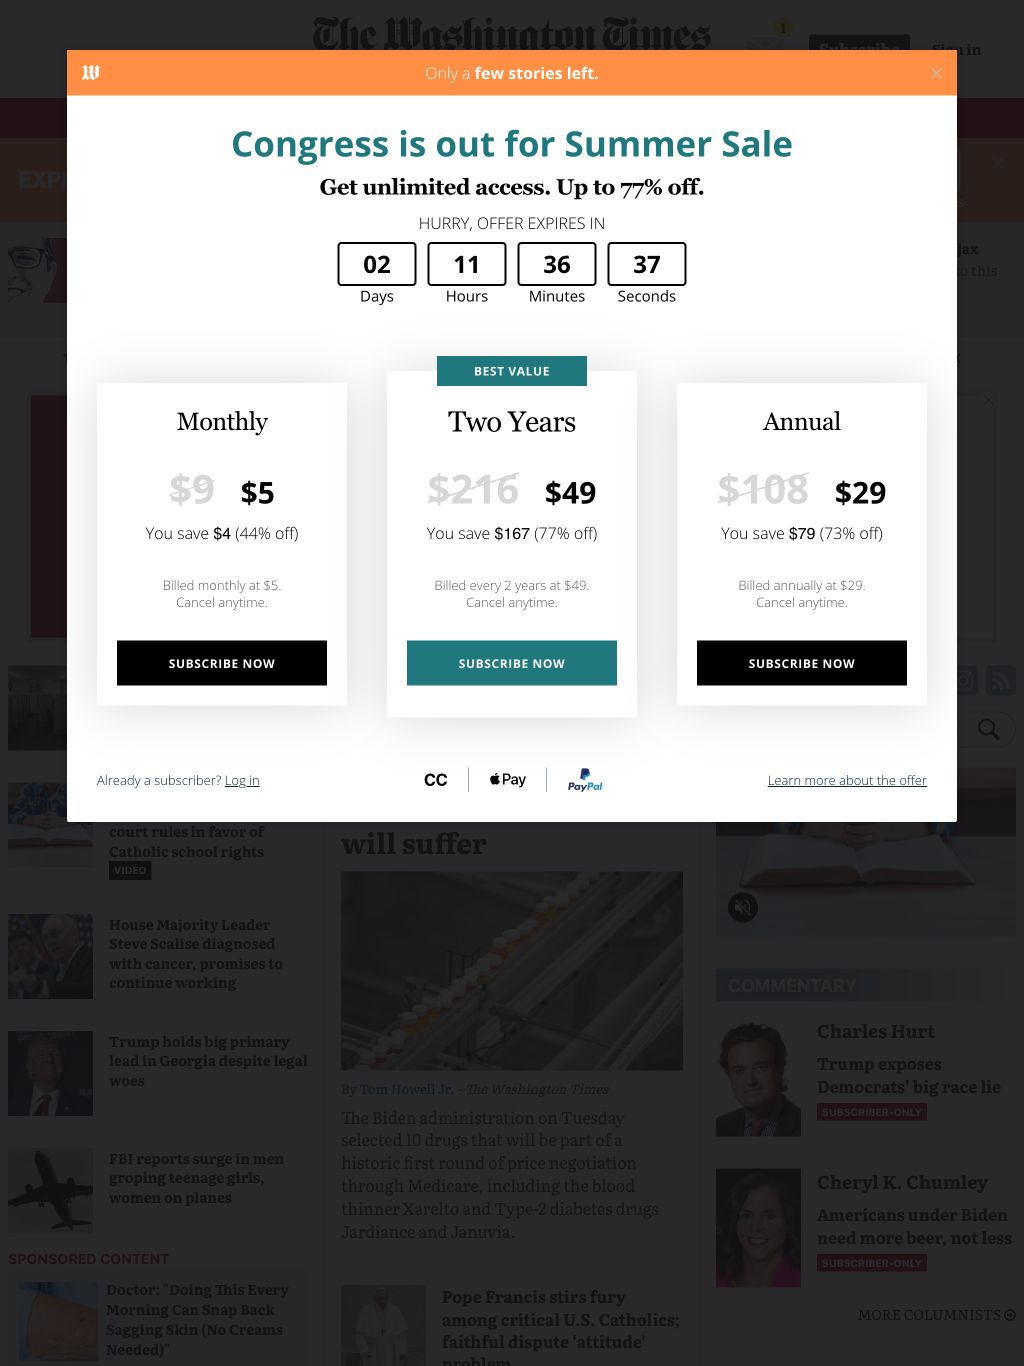 The Washington Times
1
Subscribe
Sign in
Only a few stories left.
Congress is out for Summer Sale
Get unlimited access. Up to 77% off.
HURRY, OFFER EXPIRES IN
02
11
36
37
Days
Hours
Minutes
Seconds
BEST VALUE
Monthly
$9 $5
You save $4 (44% off)
Billed monthly at $5.
Cancel anytime.
SUBSCRIBE NOW
Two Years
$216 $49
You save $167 (77% off)
Billed every 2 years at $49.
Cancel anytime.
SUBSCRIBE NOW
Annual
$108 $29
You save $79 (73% off)
Billed annually at $29.
Cancel anytime.
SUBSCRIBE NOW
Already a subscriber? Log in
CC
Pay
PayPal
Learn more about the offer
court rules in favor of
Catholic school rights
VIDEO
House Majority Leader
Steve Scalise diagnosed
with cancer, promises to
continue working
Trump holds big primary
lead in Georgia despite legal
woes
FBI reports surge in men
groping teenage girls,
women on planes
SPONSORED CONTENT
Doctor: "Doing This Every
Morning Can Snap Back
Sagging Skin (No Creams
Needed)"
will suffer
By Tom Howell Jr. - The Washington Times
The Biden administration on Tuesday
selected 10 drugs that will be part of a
historic first round of price negotiation
through Medicare, including the blood
thinner Xarelto and Type-2 diabetes drugs
Jardiance and Januvia.
Pope Francis stirs fury
among critical U.S. Catholics;
faithful dispute ‘attitude’
problem
COMMENTARY
Charles Hurt
Trump exposes
Democrats’ big race lie
SUBSCRIBER-ONLY
Cheryl K. Chumley
Americans under Biden
need more beer, not less
SUBSCRIBER-ONLY
MORE COLUMNISTS